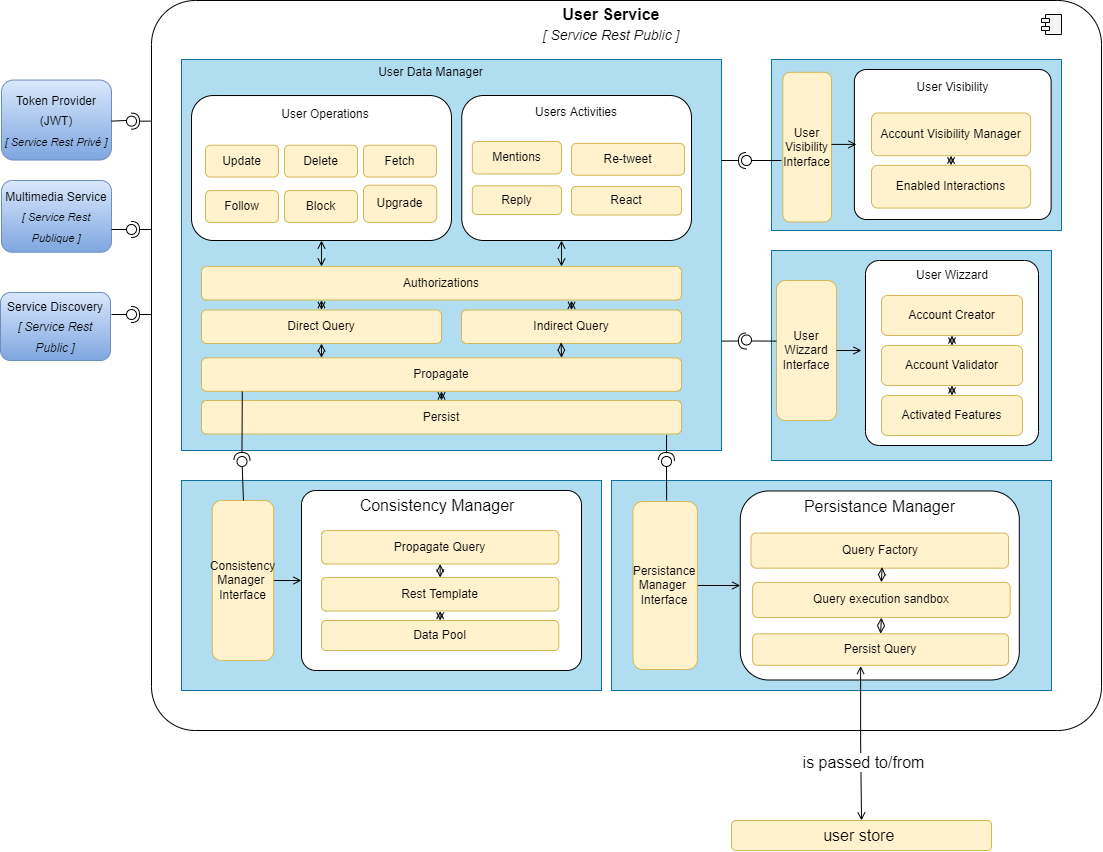 User Service
[ Service Rest Public ]
Token Provider
(JWT)
[ Service Rest Privé ]
Multimedia Service
[ Service Rest
Publique ]
Service Discovery
[ Service Rest
Public ]
User Data Manager
User Operations
Update
Delete
Fetch
Follow
Block
Upgrade
Users Activities
Mentions
Re-tweet
Reply
React
Authorizations
Direct Query
Indirect Query
Propagate
Persist
User
Visibility
Interface
User Visibility
Account Visibility Manager
Enabled Interactions
User
Wizzard
Interface
User Wizzard
Account Creator
Account Validator
Activated Features
Consistency
Manager
Interface
Consistency Manager
Propagate Query
Rest Template
Data Pool
Persistance
Manager
Interface
Persistance Manager
Query Factory
Query execution sandbox
Persist Query
is passed to/from
user store